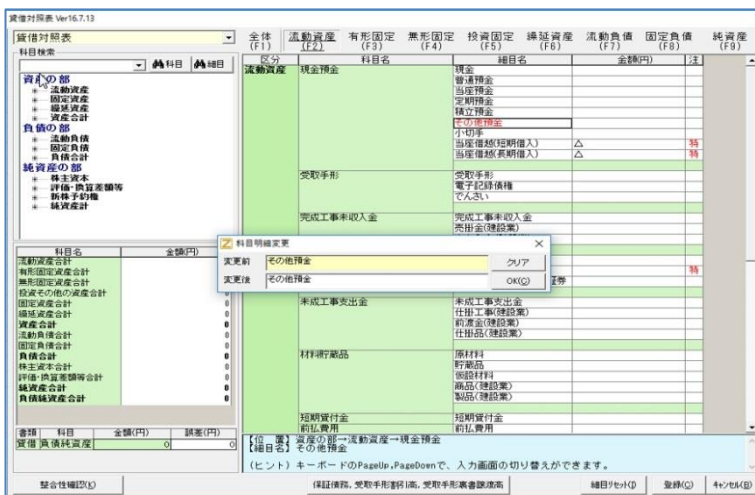 貸借対照表 Ver16.7.13
貸借対照表
科目検索
科目 細目
資産の部
流動資産
固定資産
繰延資産
資産合計
負債の部
流動負債
固定負債
負債合計
純資産の部
株主資本
評価・換算差額等
新株予約権
純資産計
全体 (F1)
流動資産 (F2)
有形固定 (F3)
無形固定 (F4)
投資固定 (F5)
繰延資産 (F6)
流動負債 (F7)
固定負債 (F8)
純資産 (F9)
区分 科目名 細目名 金額(円) 注
流動資産 現金預金 現金
普通預金
当座預金
定期預金
積立預金
その他預金
小切手
当座借越(短期借入) △ 特
当座借越(長期借入) △ 特
受取手形 受取手形
電子記録債権
でんさい
完成工事未収入金 完成工事未収入金
売掛金(建設業)
特
証券
科目明細変更
変更前 その他預金 クリア
変更後 その他預金 OK(O)
未成工事支出金 未成工事支出金
仕掛工事(建設業)
前渡金(建設業)
仕掛品(建設業)
材料貯蔵品 原材料
貯蔵品
仮設材料
商品(建設業)
製品(建設業)
短期貸付金 短期貸付金
前払費用 前払費用
科目名 金額(円)
流動資産合計
有形固定資産合計
無形固定資産合計
投資その他の資産合計 0
固定資産合計 0
繰延資産合計 0
資産合計 0
流動負債合計 0
固定負債合計 0
負債合計 0
株主資本合計 0
評価・換算差額等合計 0
純資産合計 0
負債純資産合計 0
書類 科目 金額(円) 誤差(円)
貸借 負債純資産 0 0
【位 置】資産の部→流動資産→現金預金
【細目名】その他預金
(ヒント) キーボードのPageUp,PageDownで、入力画面の切り替えができます。
整合性確認(K)
保証債務、受取手形割引高、受取手形裏書譲渡高
細目リセット(I)
登録(O)
キャンセル(B)